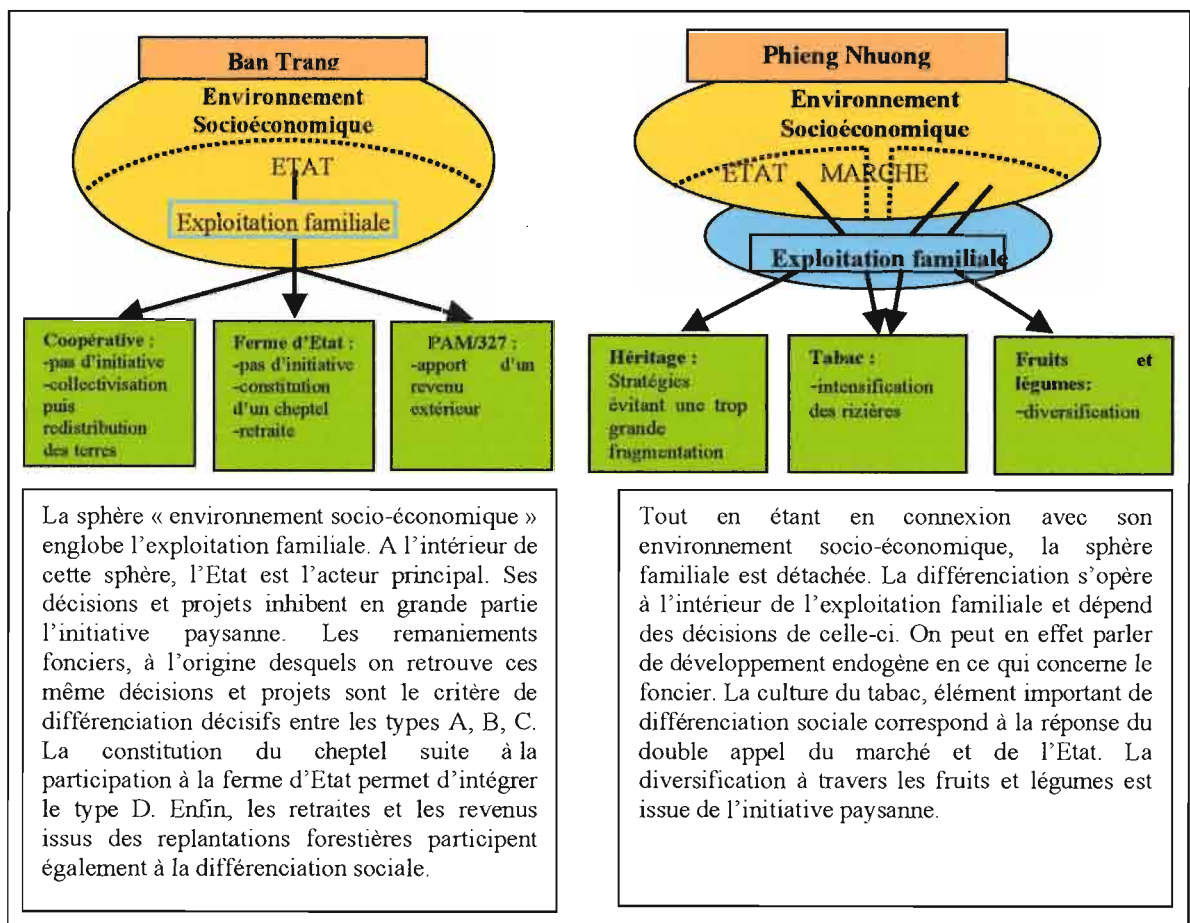 Ban Trang
Environnement
Socioéconomique
ETAT
Exploitation familiale
Coopérative :
-pas d'initiative
-collectivisation
puis
redistribution
des terres
Ferme d'Etat :
-pas d'initiative
-constitution
d'un cheptel
-retraite
PAM/327 :
-apport d'un
revenu
extérieur
La sphère « environnement socio-économique »
englobe l'exploitation familiale. A l'intérieur de
cette sphère, l'Etat est l'acteur principal. Ses
décisions et projets inhibent en grande partie
l'initiative paysanne. Les remaniements
fonciers, à l'origine desquels on retrouve ces
même décisions et projets sont le critère de
différenciation décisifs entre les types A, B, C.
La constitution du cheptel suite à la
participation à la ferme d'Etat permet d'intégrer
le type D. Enfin, les retraites et les revenus
issus des replantations forestières participent
également à la différenciation sociale.
Phieng Nhuong
Environnement
Socioéconomique
ETAT MARCHE
Exploitation familiale
Héritage :
Stratégies
évitant une trop
grande
fragmentation
Tabac :
-intensification
des rizières
Fruits et
légumes:
-diversification
Tout en étant en connexion avec son
environnement socio-économique, la sphère
familiale est détachée. La différenciation s'opère
à l'intérieur de l'exploitation familiale et dépend
des décisions de celle-ci. On peut en effet parler
de développement endogène en ce qui concerne le
foncier. La culture du tabac, élément important de
différenciation sociale correspond à la réponse du
double appel du marché et de l'Etat. La
diversification à travers les fruits et légumes est
issue de l'initiative paysanne.